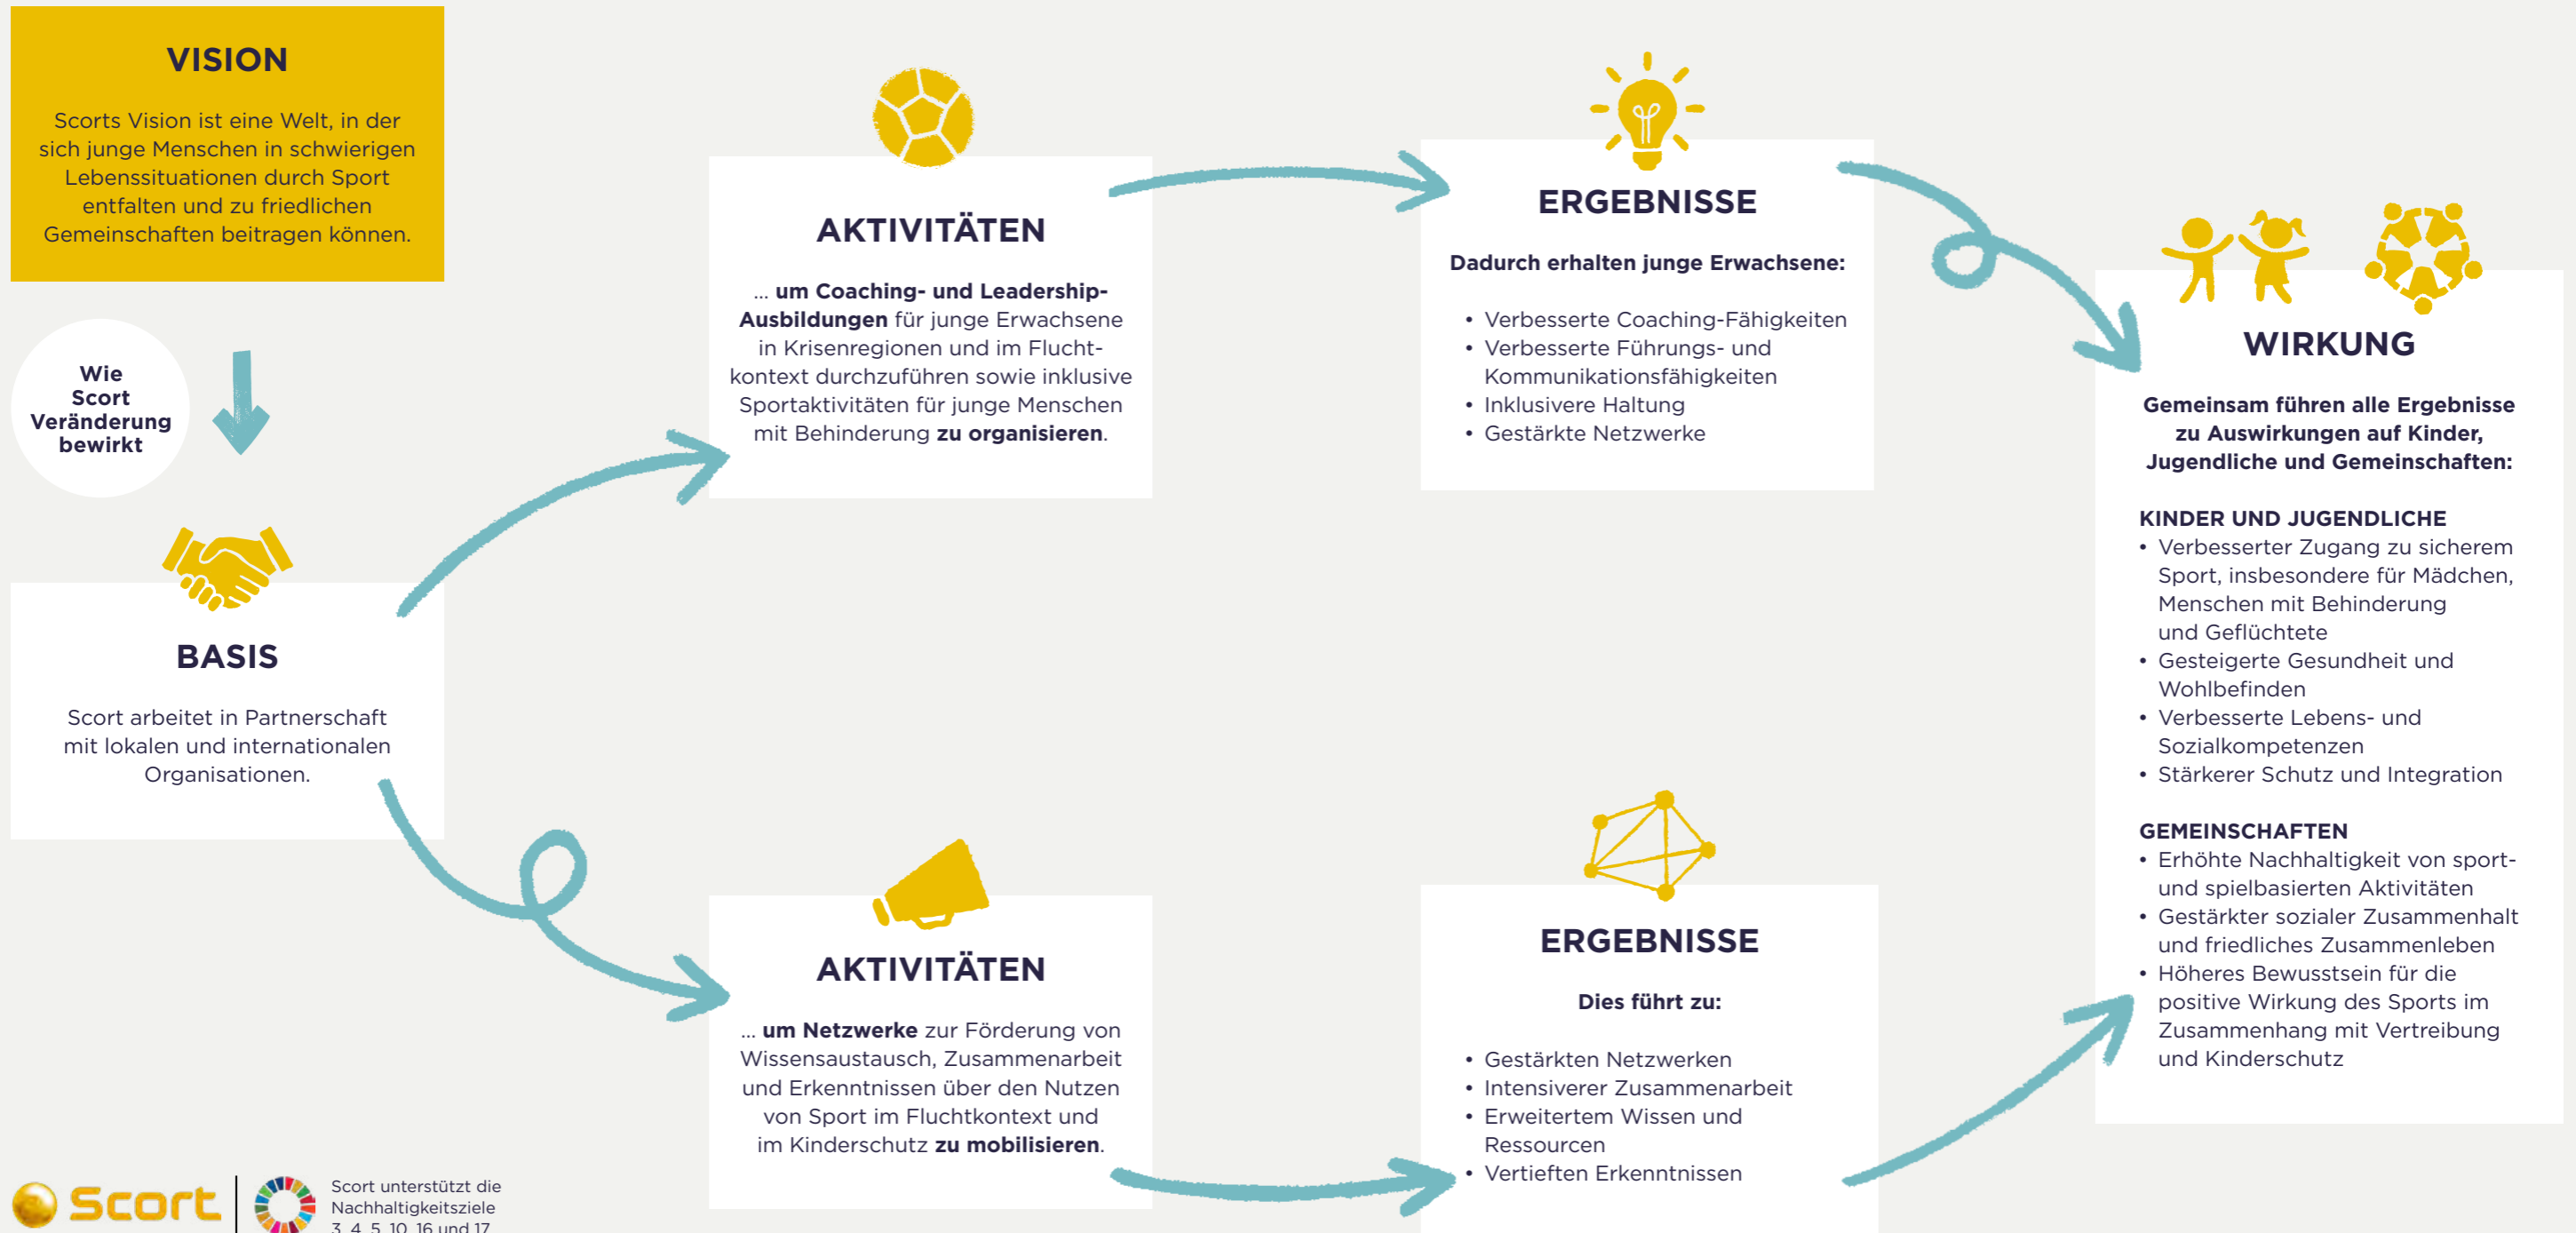 VISION
Scorts Vision ist eine Welt, in der
sich junge Menschen in schwierigen
Lebenssituationen durch Sport
entfalten und zu friedlichen
Gemeinschaften beitragen können.
Wie
Scort
Veränderung
bewirkt
BASIS
Scort arbeitet in Partnerschaft
mit lokalen und internationalen
Organisationen.
AKTIVITÄTEN
... um Coaching- und Leadership-
Ausbildungen für junge Erwachsene
in Krisenregionen und im Flucht-
kontext durchzuführen sowie inklusive
Sportaktivitäten für junge Menschen
mit Behinderung zu organisieren.
ERGEBNISSE
Dadurch erhalten junge Erwachsene:
• Verbesserte Coaching-Fähigkeiten
• Verbesserte Führungs- und
Kommunikationsfähigkeiten
• Inklusivere Haltung
• Gestärkte Netzwerke
AKTIVITÄTEN
... um Netzwerke zur Förderung von
Wissensaustausch, Zusammenarbeit
und Erkenntnissen über den Nutzen
von Sport im Fluchtkontext und
im Kinderschutz zu mobilisieren.
ERGEBNISSE
Dies führt zu:
• Gestärkten Netzwerken
• Intensiverer Zusammenarbeit
• Erweitertem Wissen und
Ressourcen
• Vertieften Erkenntnissen
WIRKUNG
Gemeinsam führen alle Ergebnisse
zu Auswirkungen auf Kinder,
Jugendliche und Gemeinschaften:
KINDER UND JUGENDLICHE
• Verbesserter Zugang zu sicherem
Sport, insbesondere für Mädchen,
Menschen mit Behinderung
und Geflüchtete
• Gesteigerte Gesundheit und
Wohlbefinden
• Verbesserte Lebens- und
Sozialkompetenzen
• Stärkerer Schutz und Integration
GEMEINSCHAFTEN
• Erhöhte Nachhaltigkeit von sport-
und spielbasierten Aktivitäten
• Gestärkter sozialer Zusammenhalt
und friedliches Zusammenleben
• Höheres Bewusstsein für die
positive Wirkung des Sports im
Zusammenhang mit Vertreibung
und Kinderschutz
Scort
Scort unterstützt die
Nachhaltigkeitsziele
3, 4, 5, 10, 16 und 17